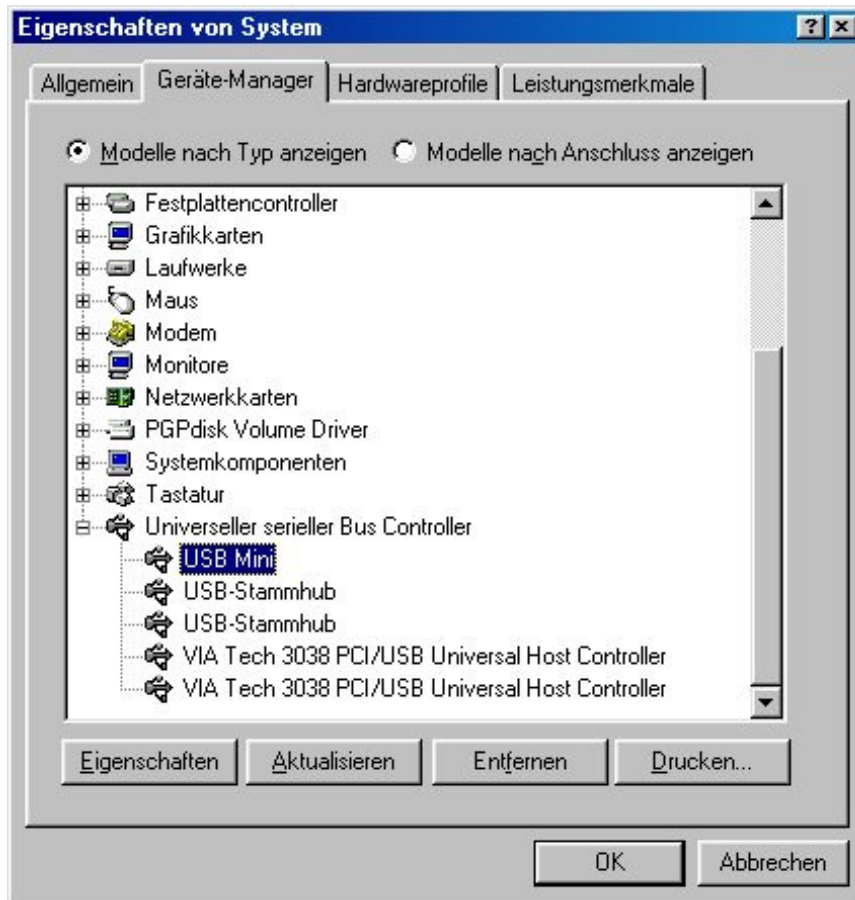 Eigenschaften von System
Allgemein Geräte-Manager Hardwareprofile Leistungsmerkmale
Modelle nach Typ anzeigen Modelle nach Anschluss anzeigen
Festplattencontroller
Grafikkarten
Laufwerke
Maus
Modem
Monitore
Netzwerkkarten
PGPdisk Volume Driver
Systemkomponenten
Tastatur
Universeller serieller Bus Controller
USB Mini
USB-Stammhub
USB-Stammhub
VIA Tech 3038 PCI/USB Universal Host Controller
VIA Tech 3038 PCI/USB Universal Host Controller
Eigenschaften Aktualisieren Entfernen Drucken...
OK Abbrechen